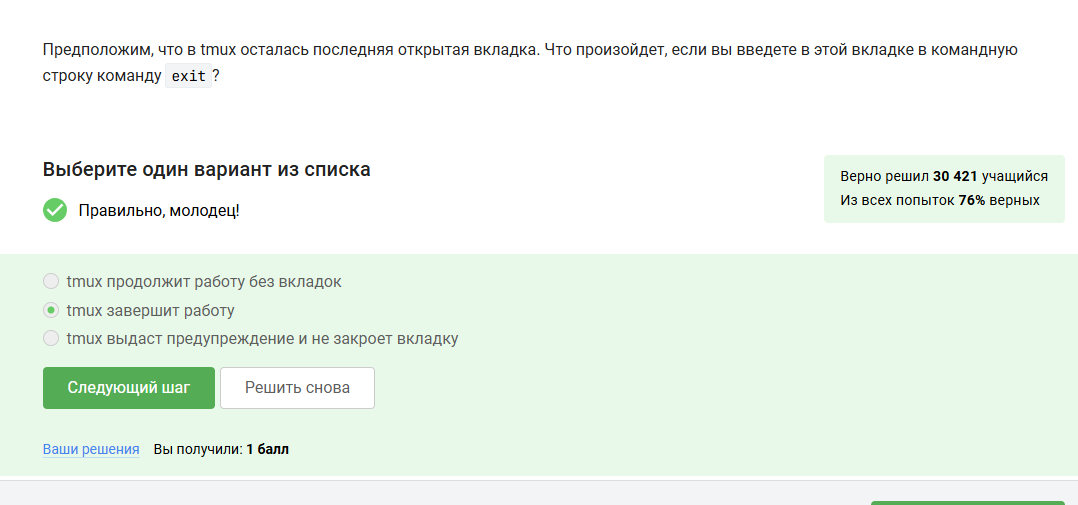 Предположим, что в tmux осталась последняя открытая вкладка. Что произойдет, если вы введете в этой вкладке в командную
строку команду exit ?
Выберите один вариант из списка
Правильно, молодец!
Верно решил 30 421 учащийся
Из всех попыток 76% верных
tmux продолжит работу без вкладок
tmux завершит работу
tmux выдаст предупреждение и не закроет вкладку
Следующий шаг
Решить снова
Ваши решения Вы получили: 1 балл